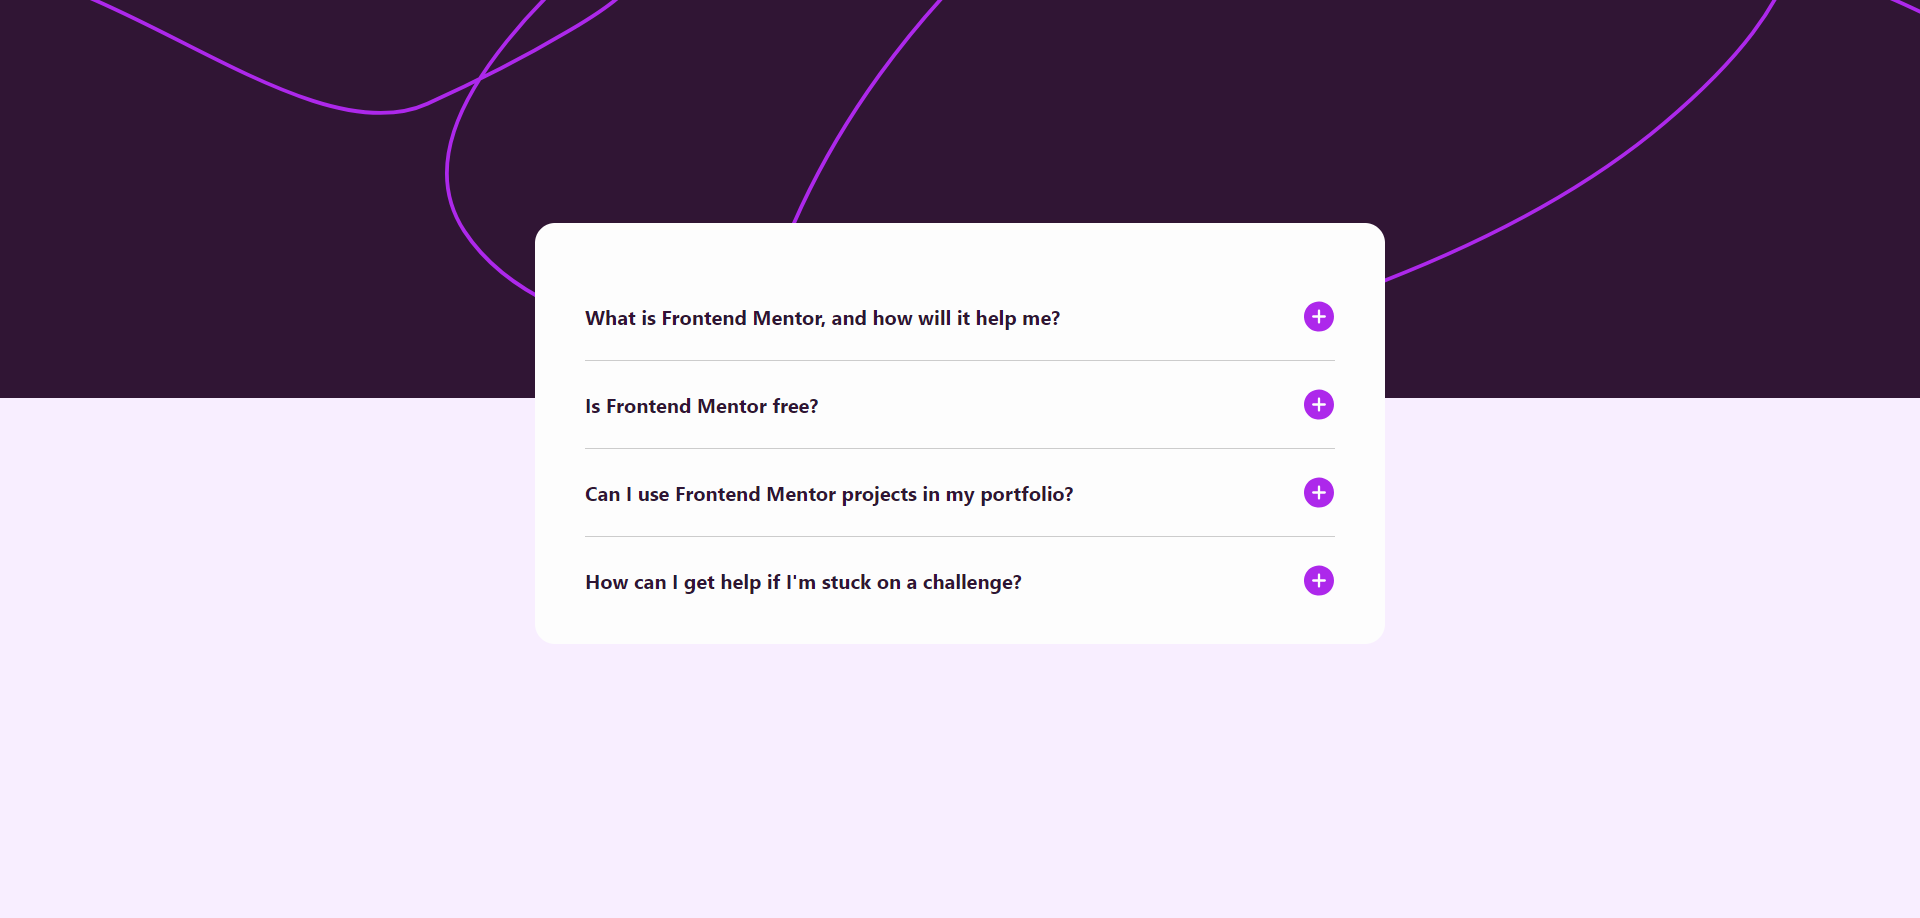 What is Frontend Mentor, and how will it help me?
Is Frontend Mentor free?
Can I use Frontend Mentor projects in my portfolio?
How can I get help if I'm stuck on a challenge?